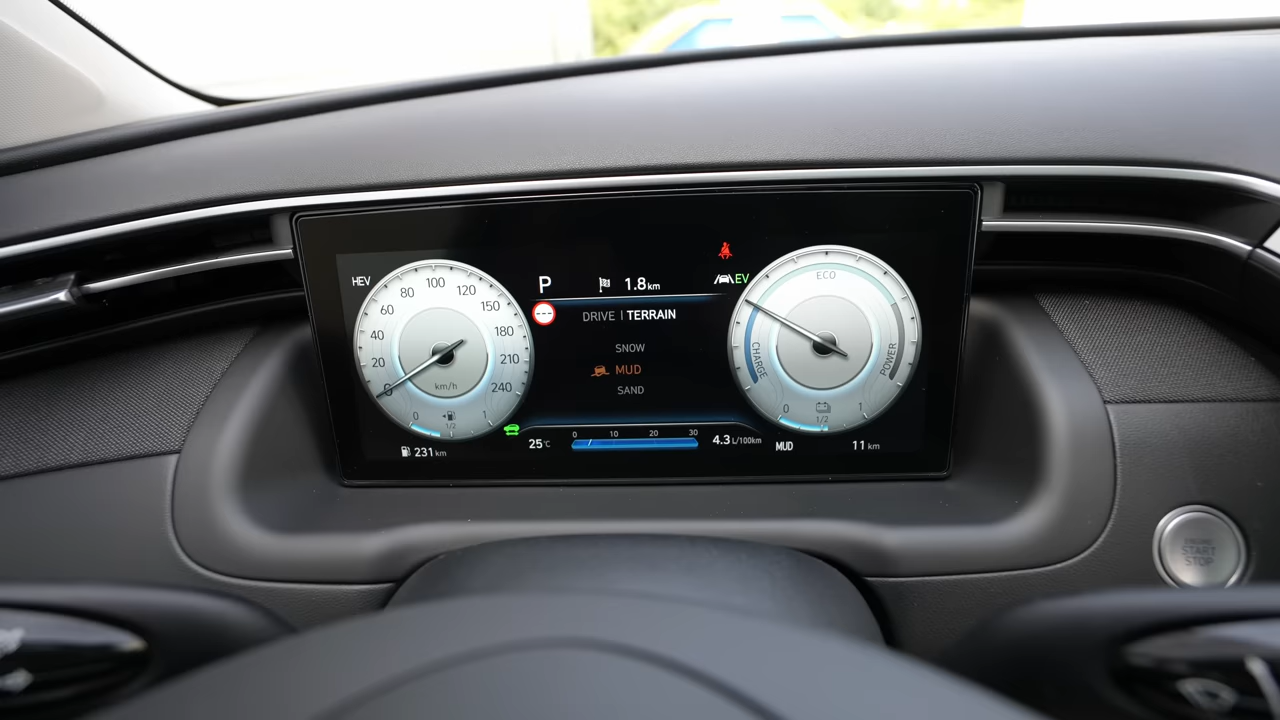 HEV
0
20
40
60
80
100
120
150
180
210
240
km/h
0
1/2
1
231 km
P
1.8 km
EV
---
DRIVE | TERRAIN
SNOW
MUD
SAND
25°C
0 10 20 30
4.3 L/100km
ECO
CHARGE
POWER
0
1/2
1
MUD
11 km
ENGINE
START
STOP